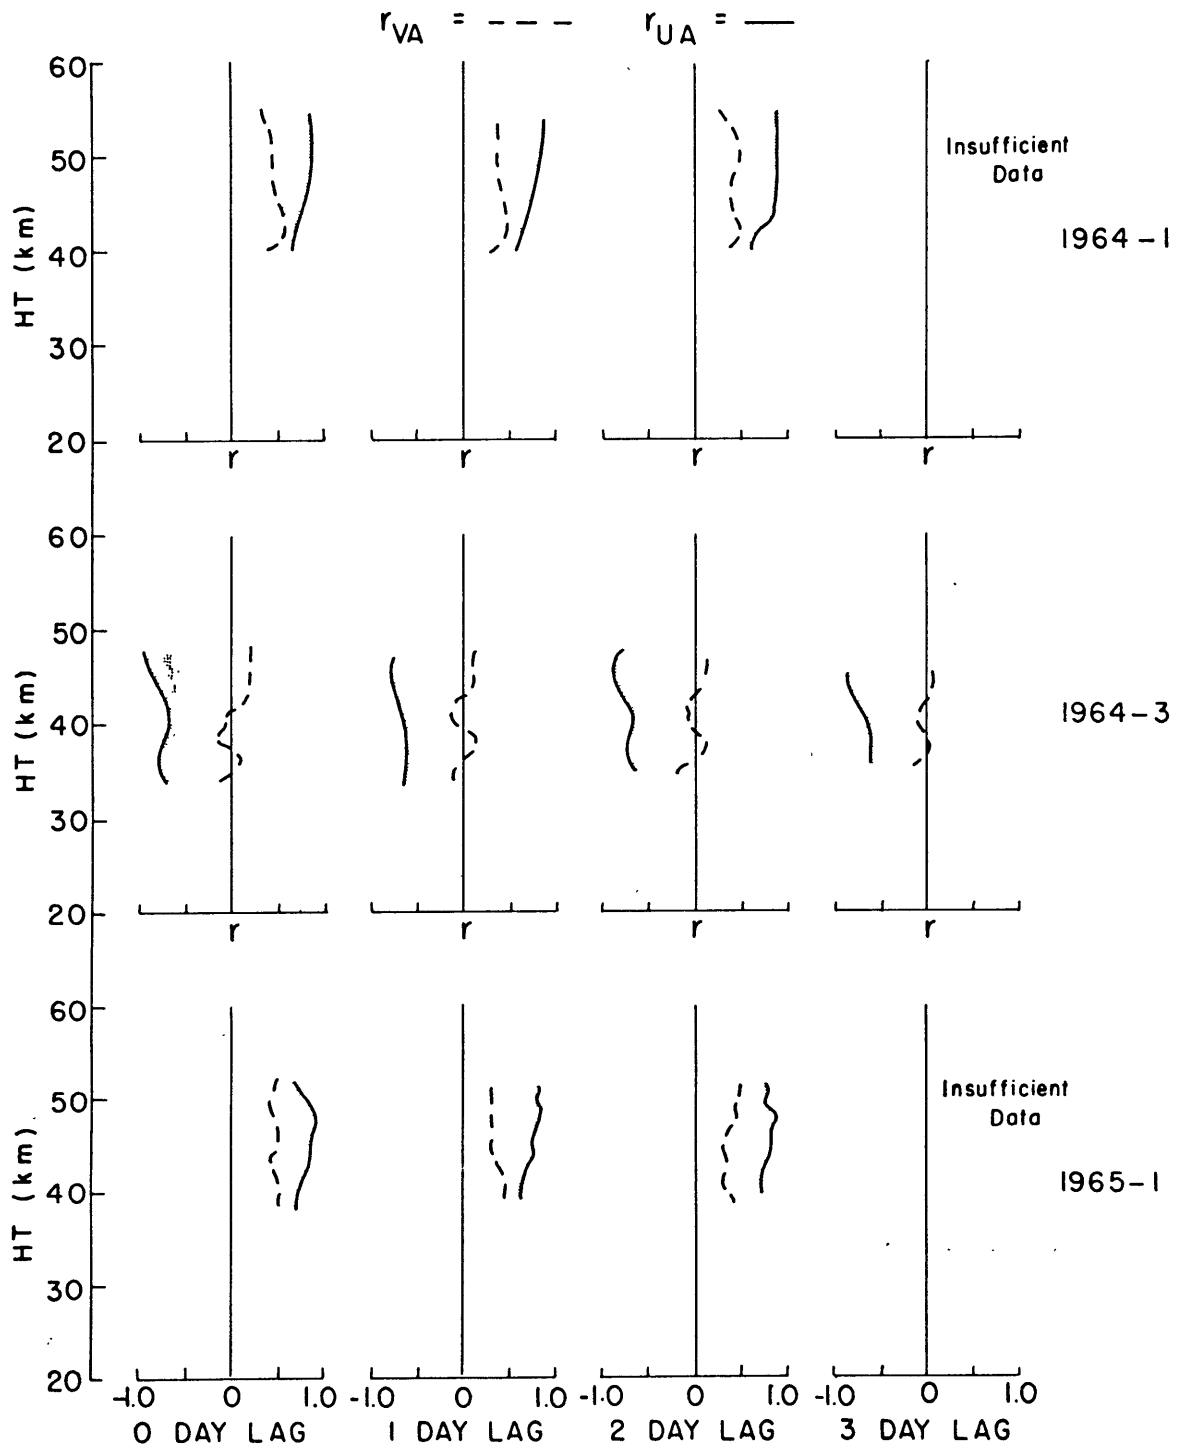 r VA = - - - r UA = —
60
50
40
30
20
HT (km)
Insufficient
Data
1964-1
r r r r
60
50
40
30
20
HT (km)
1964-3
r r r
60
50
40
30
20
HT (km)
Insufficient
Data
1965-1
-1.0 0 1.0 -1.0 0 1.0 -1.0 0 1.0 -1.0 0 1.0
0 DAY LAG 1 DAY LAG 2 DAY LAG 3 DAY LAG